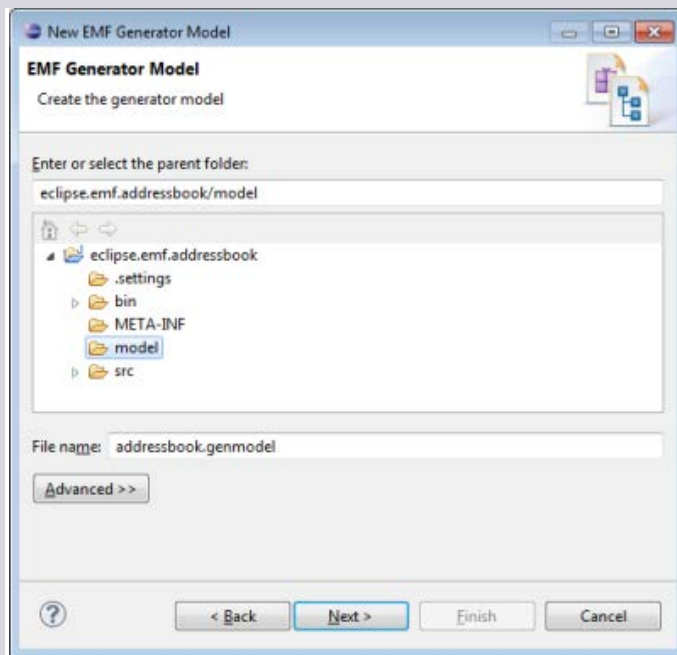 New EMF Generator Model
EMF Generator Model
Create the generator model
Enter or select the parent folder:
eclipse.emf.addressbook/model
eclipse.emf.addressbook
.settings
bin
META-INF
model
src
File name: addressbook.genmodel
Advanced >>
? < Back Next > Finish Cancel